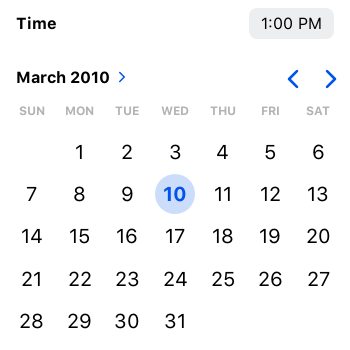 Time 1:00 PM
March 2010
SUN MON TUE WED THU FRI SAT
1 2 3 4 5 6
7 8 9 10 11 12 13
14 15 16 17 18 19 20
21 22 23 24 25 26 27
28 29 30 31